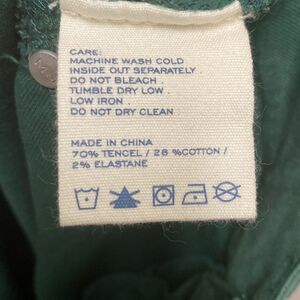 CARE:
MACHINE WASH COLD
INSIDE OUT SEPARATELY
DO NOT BLEACH .
TUMBLE DRY LOW .
LOW IRON .
DO NOT DRY CLEAN .
MADE IN CHINA
70% TENCEL / 28 %COTTON /
2% ELASTANE